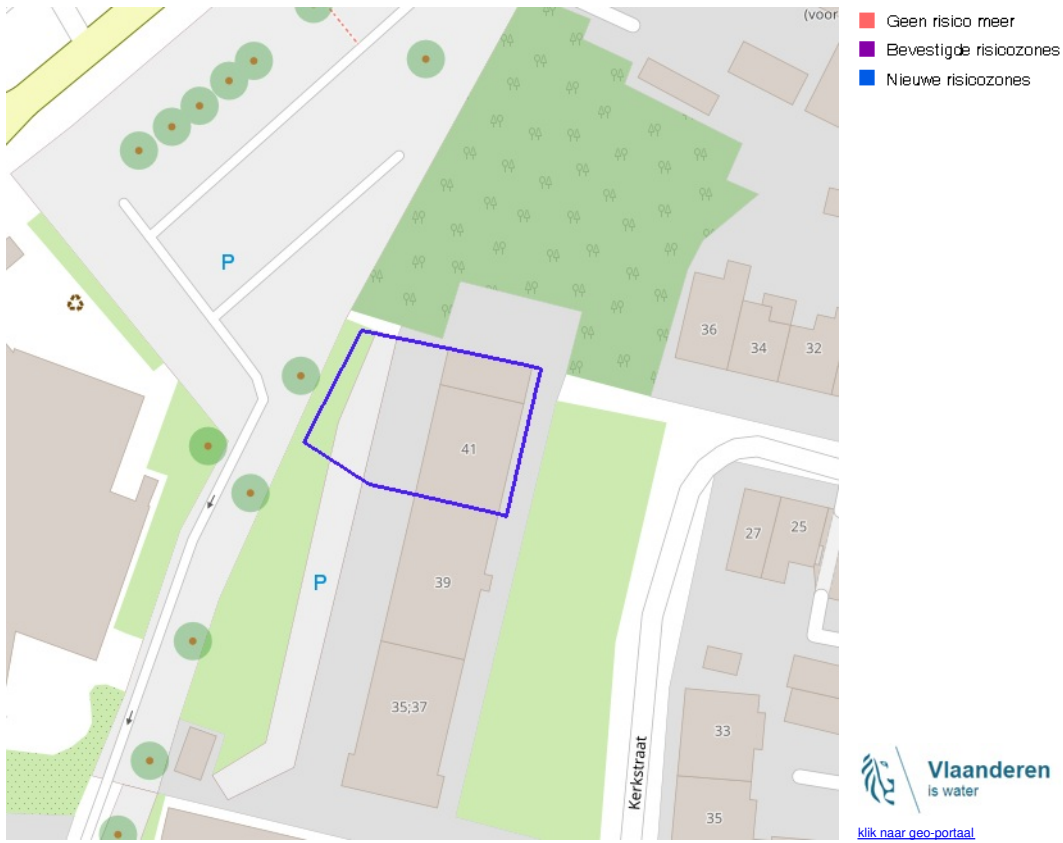 (voor
Geen risico meer
Bevestigde risicozones
Nieuwe risicozones
P
36
34
32
41
27
25
P
39
35;37
33
35
Kerkstraat
Vlaanderen
is water
klik naar geo-portaal